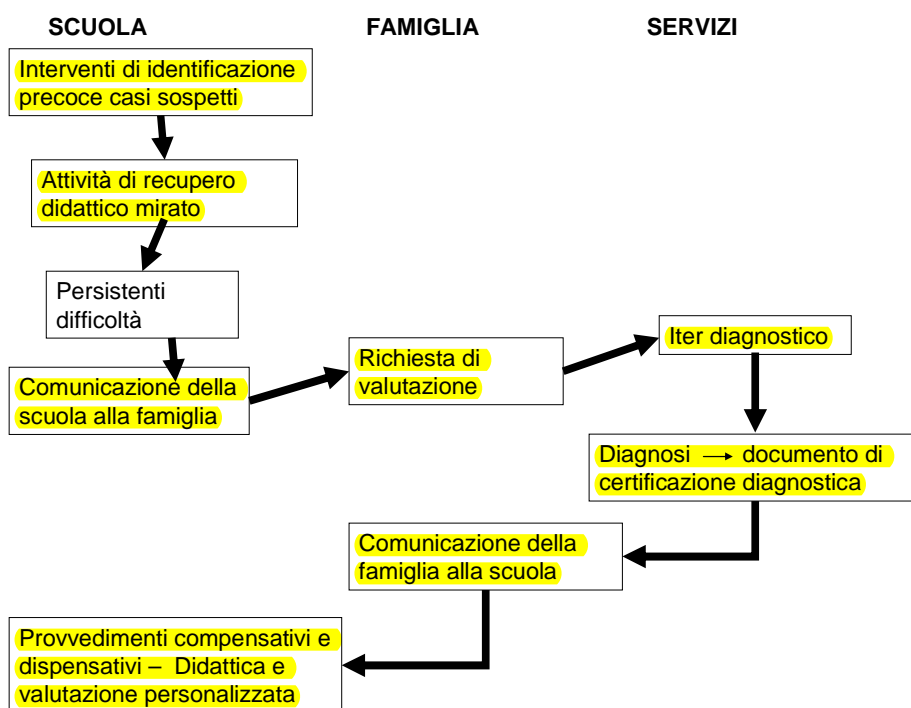 SCUOLA FAMIGLIA SERVIZI
Interventi di identificazione
precoce casi sospetti
Attività di recupero
didattico mirato
Persistenti
difficoltà
Comunicazione della
scuola alla famiglia
Richiesta di
valutazione
Iter diagnostico
Diagnosi → documento di
certificazione diagnostica
Comunicazione della
famiglia alla scuola
Provvedimenti compensativi e
dispensativi – Didattica e
valutazione personalizzata